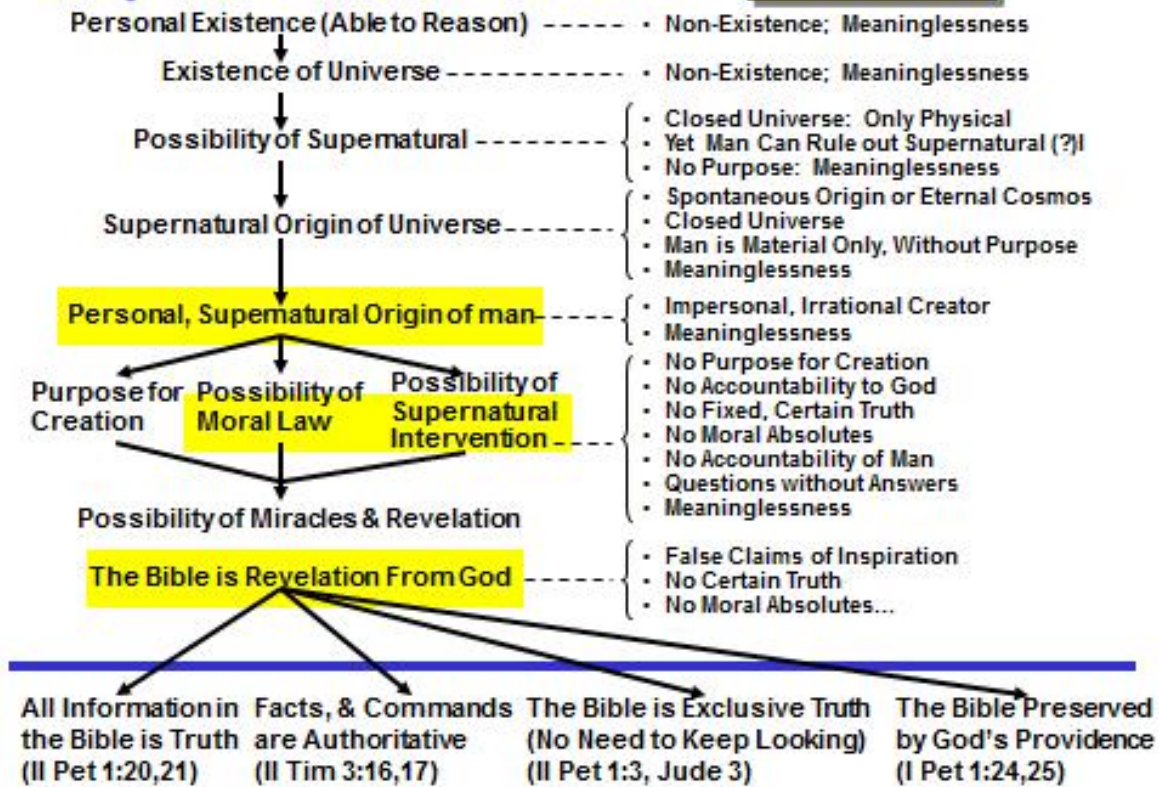 Personal Existence (Able to Reason) ------ • Non-Existence; Meaninglessness
Existence of Universe ------------- • Non-Existence; Meaninglessness
Possibility of Supernatural -----------
• Closed Universe: Only Physical
• Yet Man Can Rule out Supernatural (?)!
• No Purpose: Meaninglessness
Supernatural Origin of Universe ---------
• Spontaneous Origin or Eternal Cosmos
• Closed Universe
• Man is Material Only, Without Purpose
• Meaninglessness
Personal, Supernatural Origin of man ------
• Impersonal, Irrational Creator
• Meaninglessness
Purpose for
Creation
Possibility of
Moral Law
Possibility of
Supernatural
Intervention
• No Purpose for Creation
• No Accountability to God
• No Fixed, Certain Truth
• No Moral Absolutes
• No Accountability of Man
• Questions without Answers
• Meaninglessness
Possibility of Miracles & Revelation
The Bible is Revelation From God ------
• False Claims of Inspiration
• No Certain Truth
• No Moral Absolutes...
All Information in
the Bible is Truth
(II Pet 1:20,21)
Facts, & Commands
are Authoritative
(II Tim 3:16,17)
The Bible is Exclusive Truth
(No Need to Keep Looking)
(II Pet 1:3, Jude 3)
The Bible Preserved
by God's Providence
(I Pet 1:24,25)